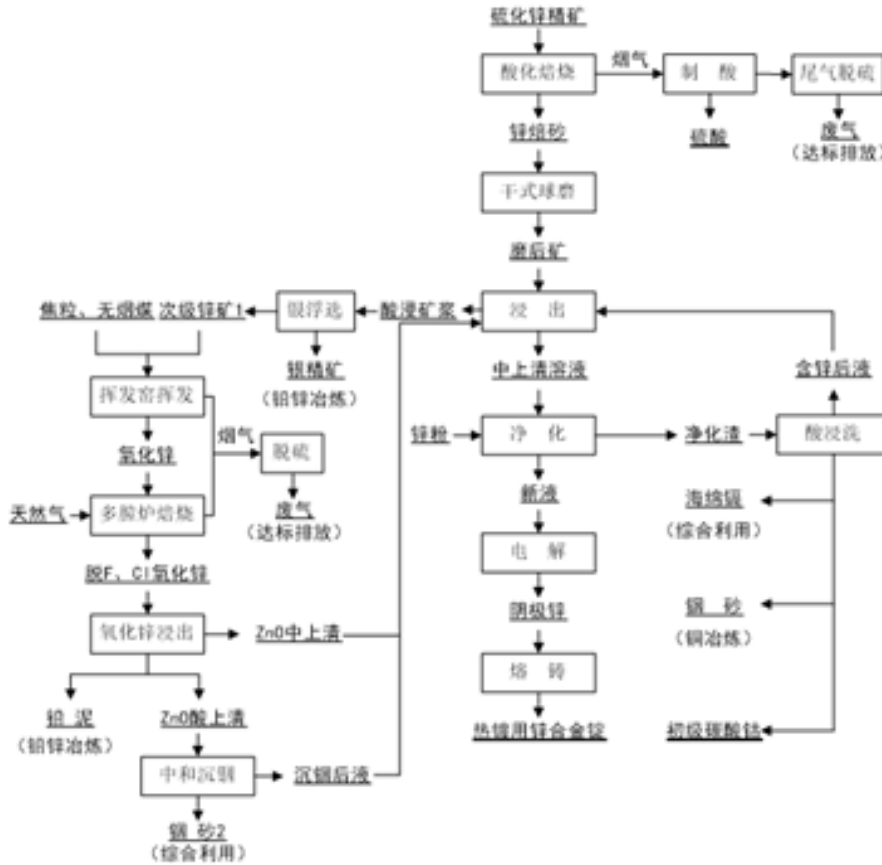 硫化锌精矿
酸化焙烧
烟气
制 酸
尾气脱硫
锌焙砂
硫酸
废气
(达标排放)
干式球磨
磨后矿
焦粒、无烟煤 次级锌矿1
银浮选
酸浸矿浆
浸 出
银精矿
(铅锌冶炼)
中上清溶液
含锌后液
挥发窑挥发
烟气
脱硫
锌粉
净 化
净化渣
酸浸洗
氧化锌
废气
(达标排放)
新液
海绵镉
(综合利用)
天然气
多膛炉焙烧
电 解
脱F、Cl氧化锌
阴极锌
(铜冶炼)
氧化锌浸出
ZnO中上清
熔 铸
铅 泥
(铅锌冶炼)
ZnO酸上清
热镀用锌合金锭
初级碳酸钴
中和沉铟
沉铟后液
(综合利用)